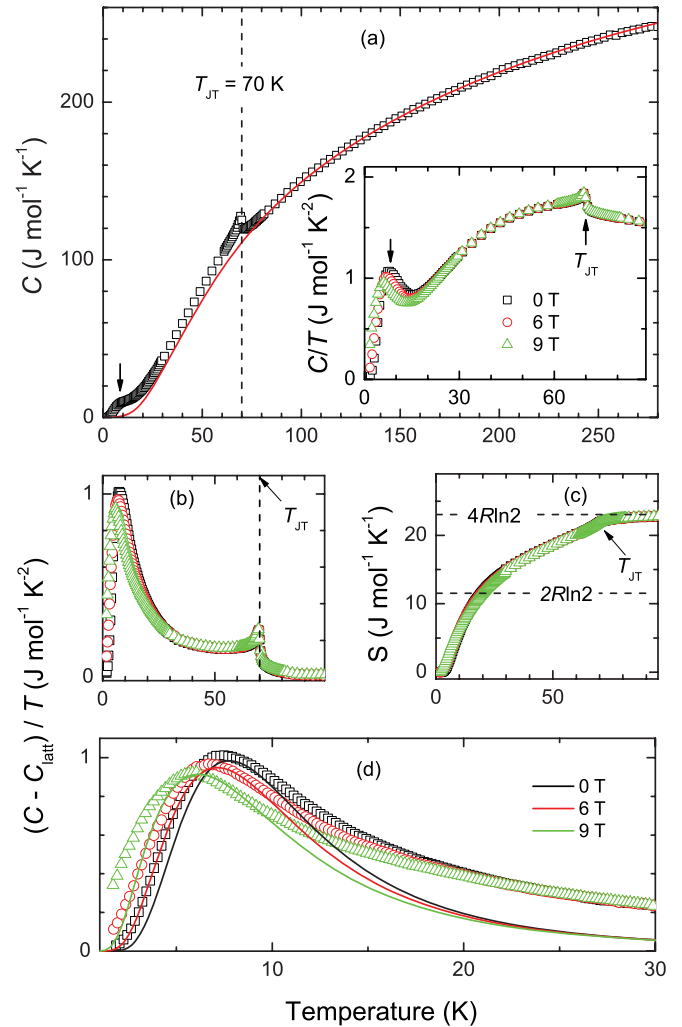 (a)
T_JT = 70 K
C (J mol⁻¹ K⁻¹)
200
100
0
0 50 100 150 200 250
C/T (J mol⁻¹ K⁻²)
2
1
0
0 30 60
T_JT
0 T
6 T
9 T
(b)
1
0
0 50
T_JT
(c)
S (J mol⁻¹ K⁻¹)
20
10
0
0 50
4Rln2
2Rln2
T_JT
(C - C_latt) / T (J mol⁻¹ K⁻²)
(d)
1
0
10 20 30
0 T
6 T
9 T
Temperature (K)